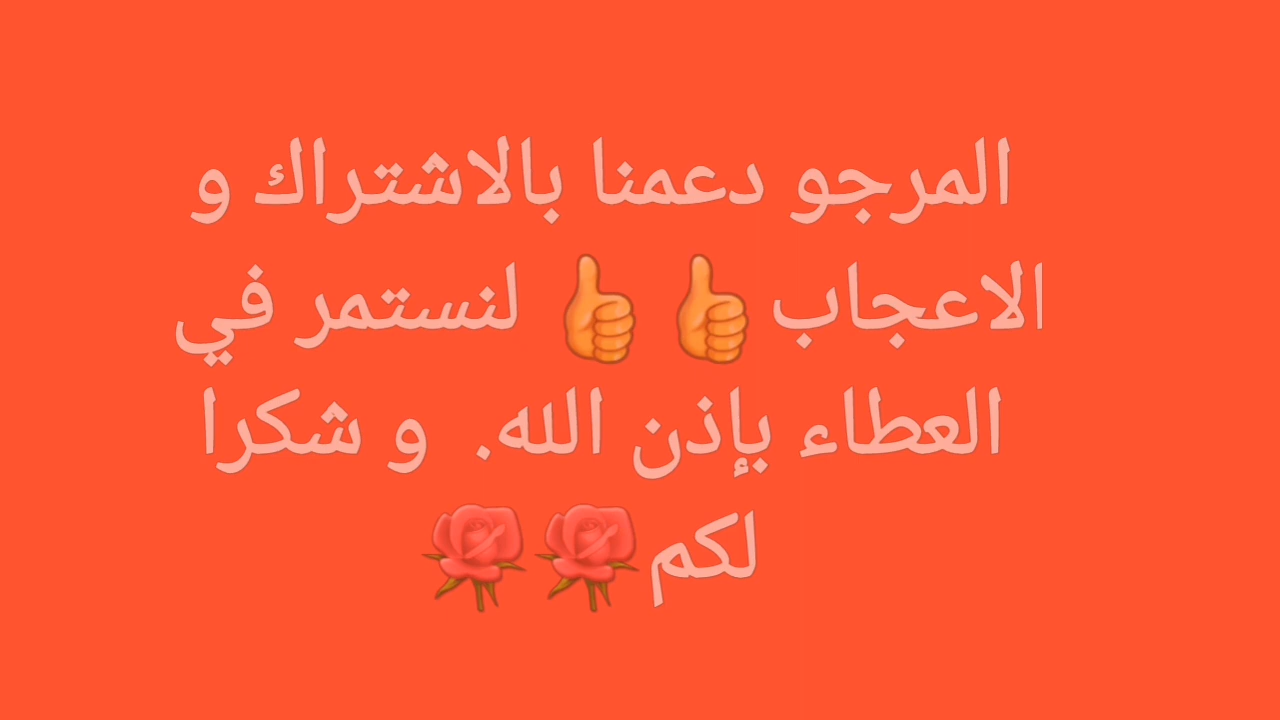 المرجو دعمنا بالاشتراك و
الاعجاب👍👍 لنستمر في
العطاء بإذن الله. و شكرا
لكم🌹🌹